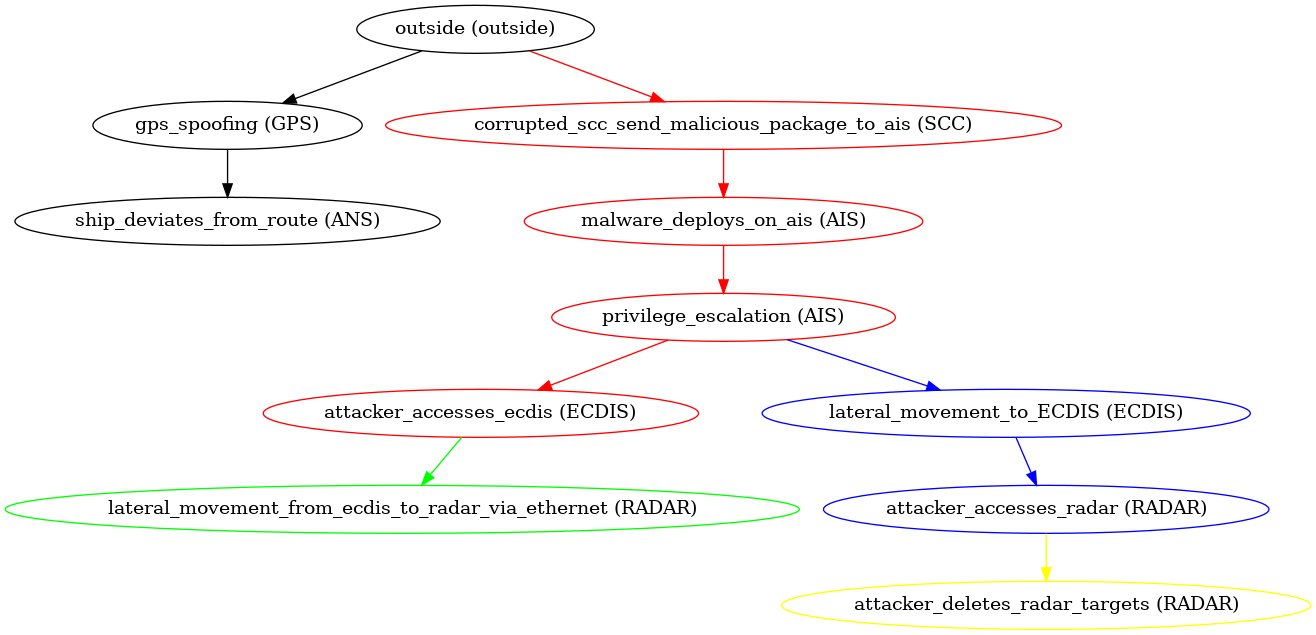 outside (outside)
gps_spoofing (GPS)
corrupted_scc_send_malicious_package_to_ais (SCC)
ship_deviates_from_route (ANS)
malware_deploys_on_ais (AIS)
privilege_escalation (AIS)
attacker_accesses_ecdis (ECDIS)
lateral_movement_to_ECDIS (ECDIS)
lateral_movement_from_ecdis_to_radar_via_ethernet (RADAR)
attacker_accesses_radar (RADAR)
attacker_deletes_radar_targets (RADAR)